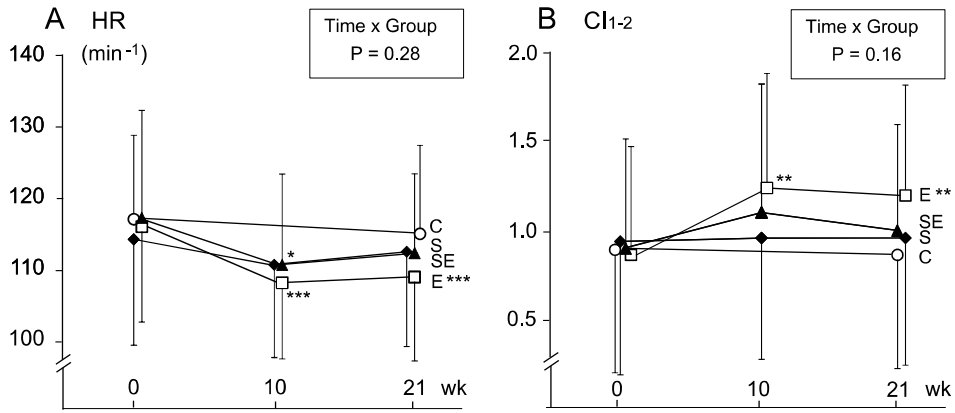 A HR
(min-1)
Time x Group
P = 0.28
140
130
120
110
100
C
S
SE
E ***
*
***
0 10 21 wk
B CI1-2
Time x Group
P = 0.16
2.0
1.5
1.0
0.5
**
E **
SE
S
C
0 10 21 wk